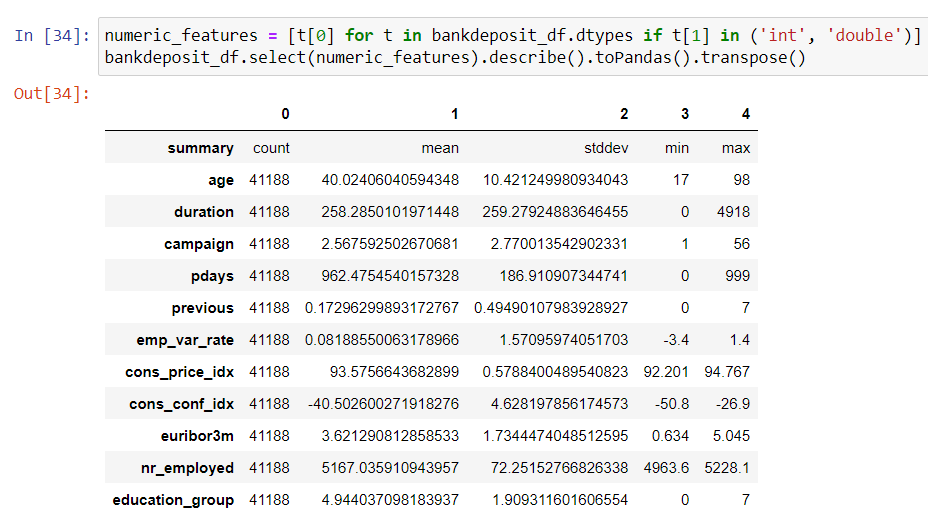 In [34]: numeric_features = [t[0] for t in bankdeposit_df.dtypes if t[1] in ('int', 'double')]
bankdeposit_df.select(numeric_features).describe().toPandas().transpose()
Out[34]:
0 1 2 3 4
summary count mean stddev min max
age 41188 40.02406040594348 10.421249980934043 17 98
duration 41188 258.2850101971448 259.27924883646455 0 4918
campaign 41188 2.567592502670681 2.770013542902331 1 56
pdays 41188 962.4754540157328 186.910907344741 0 999
previous 41188 0.17296299893172767 0.49490107983928927 0 7
emp_var_rate 41188 0.08188550063178966 1.57095974051703 -3.4 1.4
cons_price_idx 41188 93.5756643682899 0.5788400489540823 92.201 94.767
cons_conf_idx 41188 -40.502600271918276 4.628197856174573 -50.8 -26.9
euribor3m 41188 3.621290812858533 1.7344474048512595 0.634 5.045
nr_employed 41188 5167.035910943957 72.25152766826338 4963.6 5228.1
education_group 41188 4.944037098183937 1.909311601606554 0 7